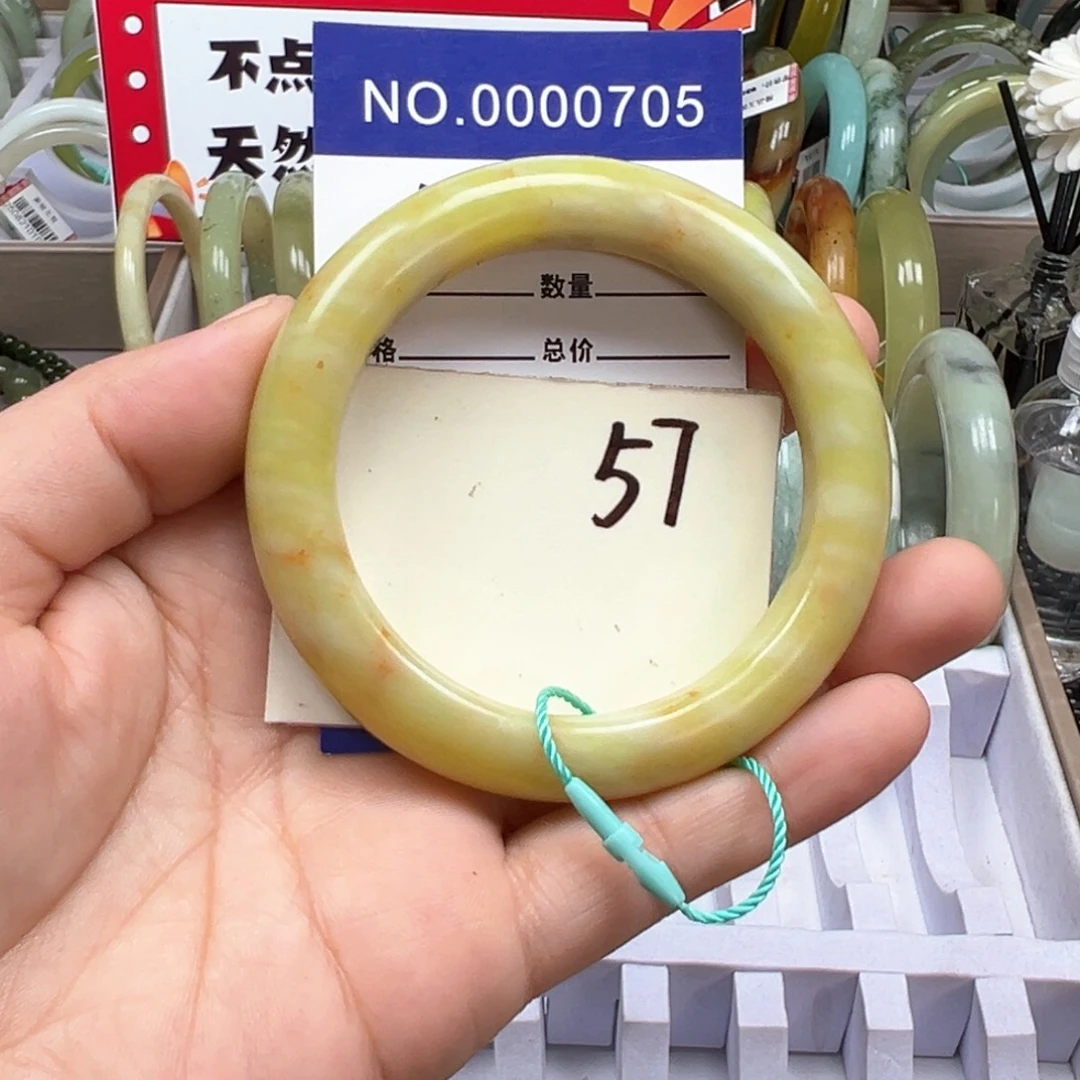 不点
天然
NO.0000705
数量
格
总价
57